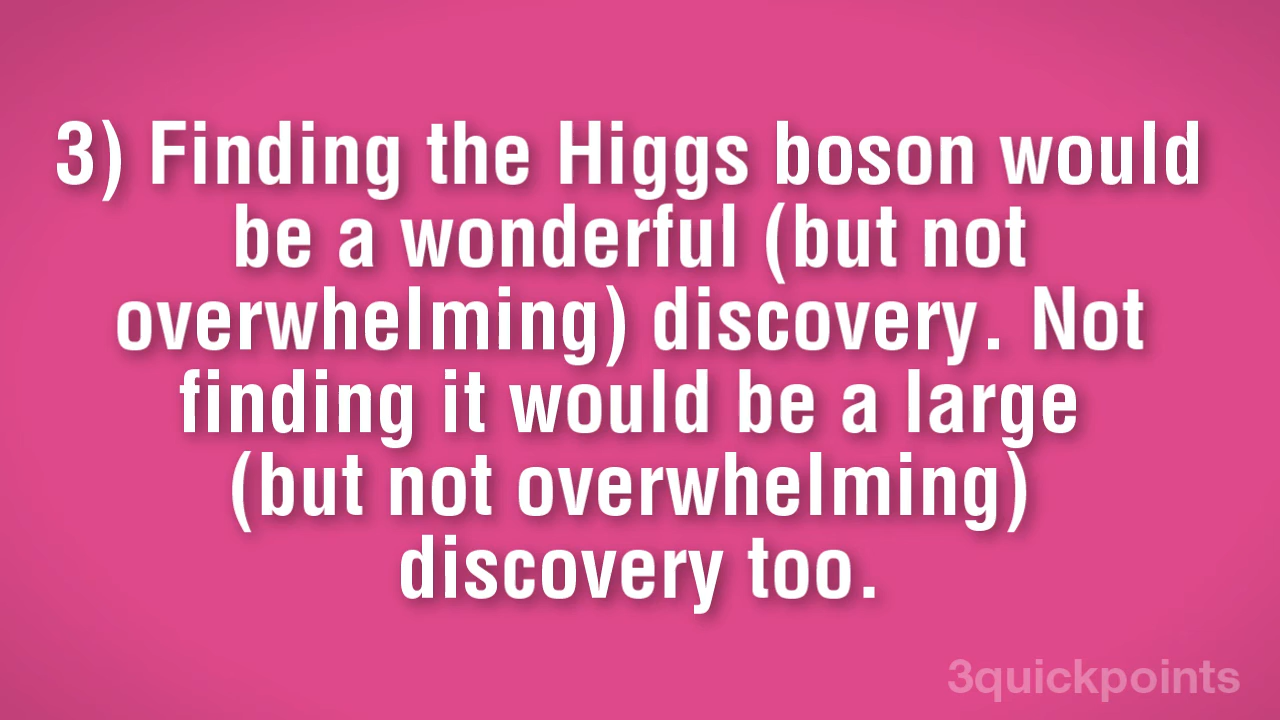 3) Finding the Higgs boson would
be a wonderful (but not
overwhelming) discovery. Not
finding it would be a large
(but not overwhelming)
discovery too.
3quickpoints